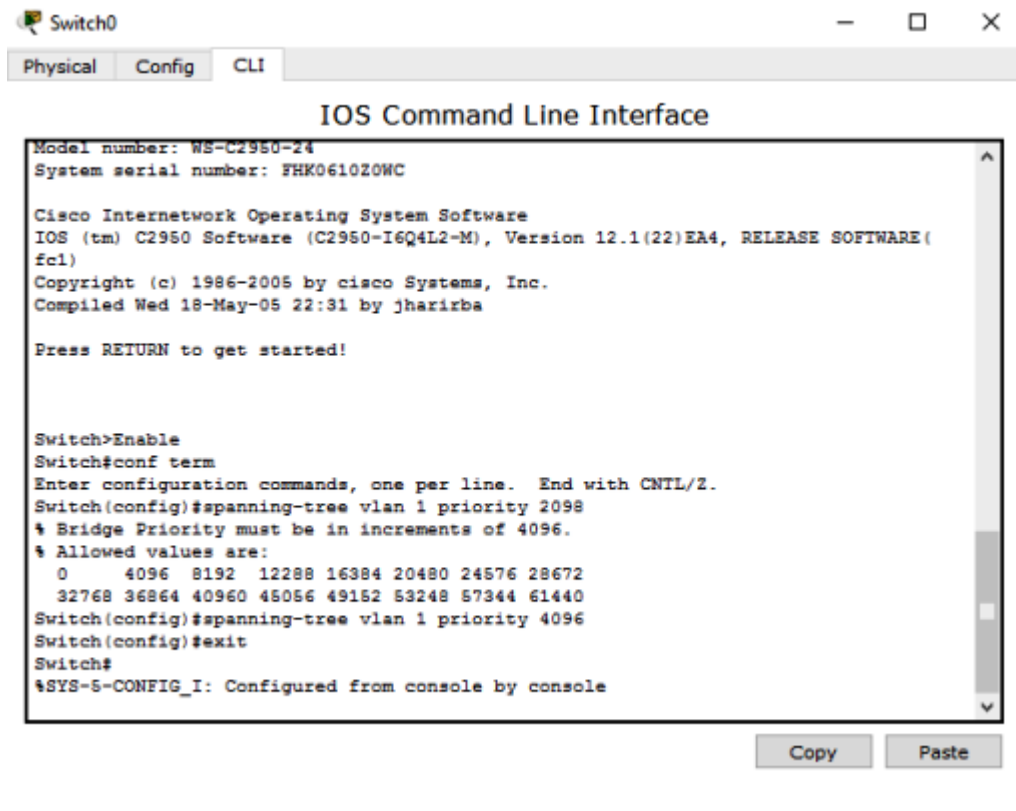 Switch0
Physical Config CLI
IOS Command Line Interface
Model number: WS-C2950-24
System serial number: FHK0610Z0WC
Cisco Internetwork Operating System Software
IOS (tm) C2950 Software (C2950-I6Q4L2-M), Version 12.1(22)EA4, RELEASE SOFTWARE(
fc1)
Copyright (c) 1986-2005 by cisco Systems, Inc.
Compiled Wed 18-May-05 22:31 by jharirba
Press RETURN to get started!
Switch>Enable
Switch#conf term
Enter configuration commands, one per line.  End with CNTL/Z.
Switch(config)#spanning-tree vlan 1 priority 2098
% Bridge Priority must be in increments of 4096.
% Allowed values are:
0     4096  8192  12288 16384 20480 24576 28672
32768 36864 40960 45056 49152 53248 57344 61440
Switch(config)#spanning-tree vlan 1 priority 4096
Switch(config)#exit
Switch#
%SYS-5-CONFIG_I: Configured from console by console
Copy Paste